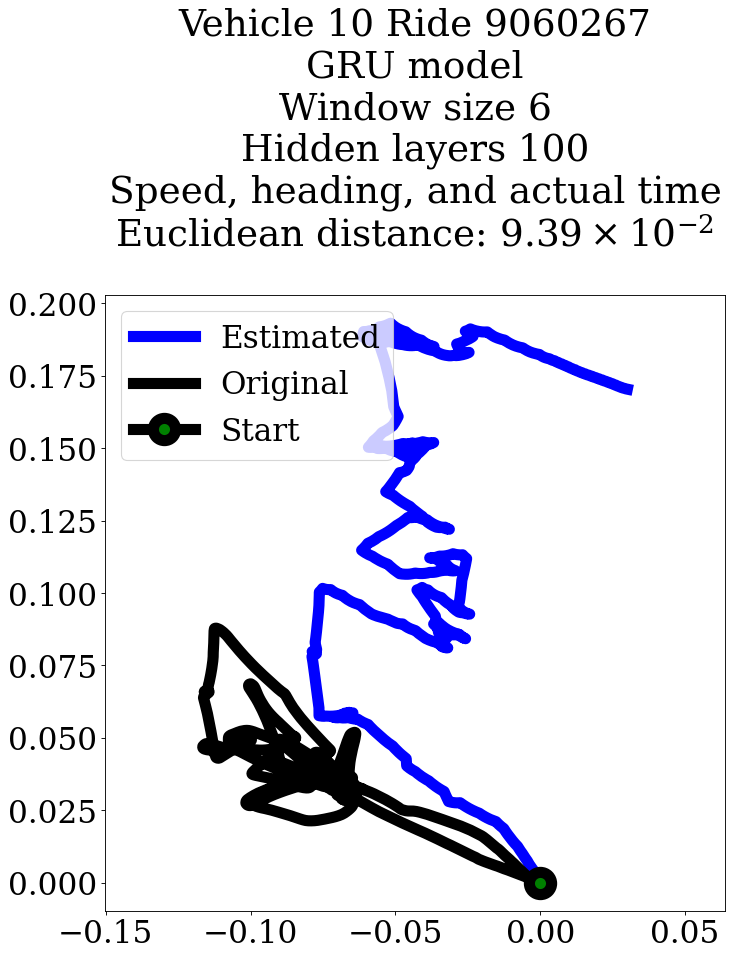 Vehicle 10 Ride 9060267
GRU model
Window size 6
Hidden layers 100
Speed, heading, and actual time
Euclidean distance: 9.39 × 10⁻²
Estimated
Original
Start
0.200
0.175
0.150
0.125
0.100
0.075
0.050
0.025
0.000
−0.15 −0.10 −0.05 0.00 0.05